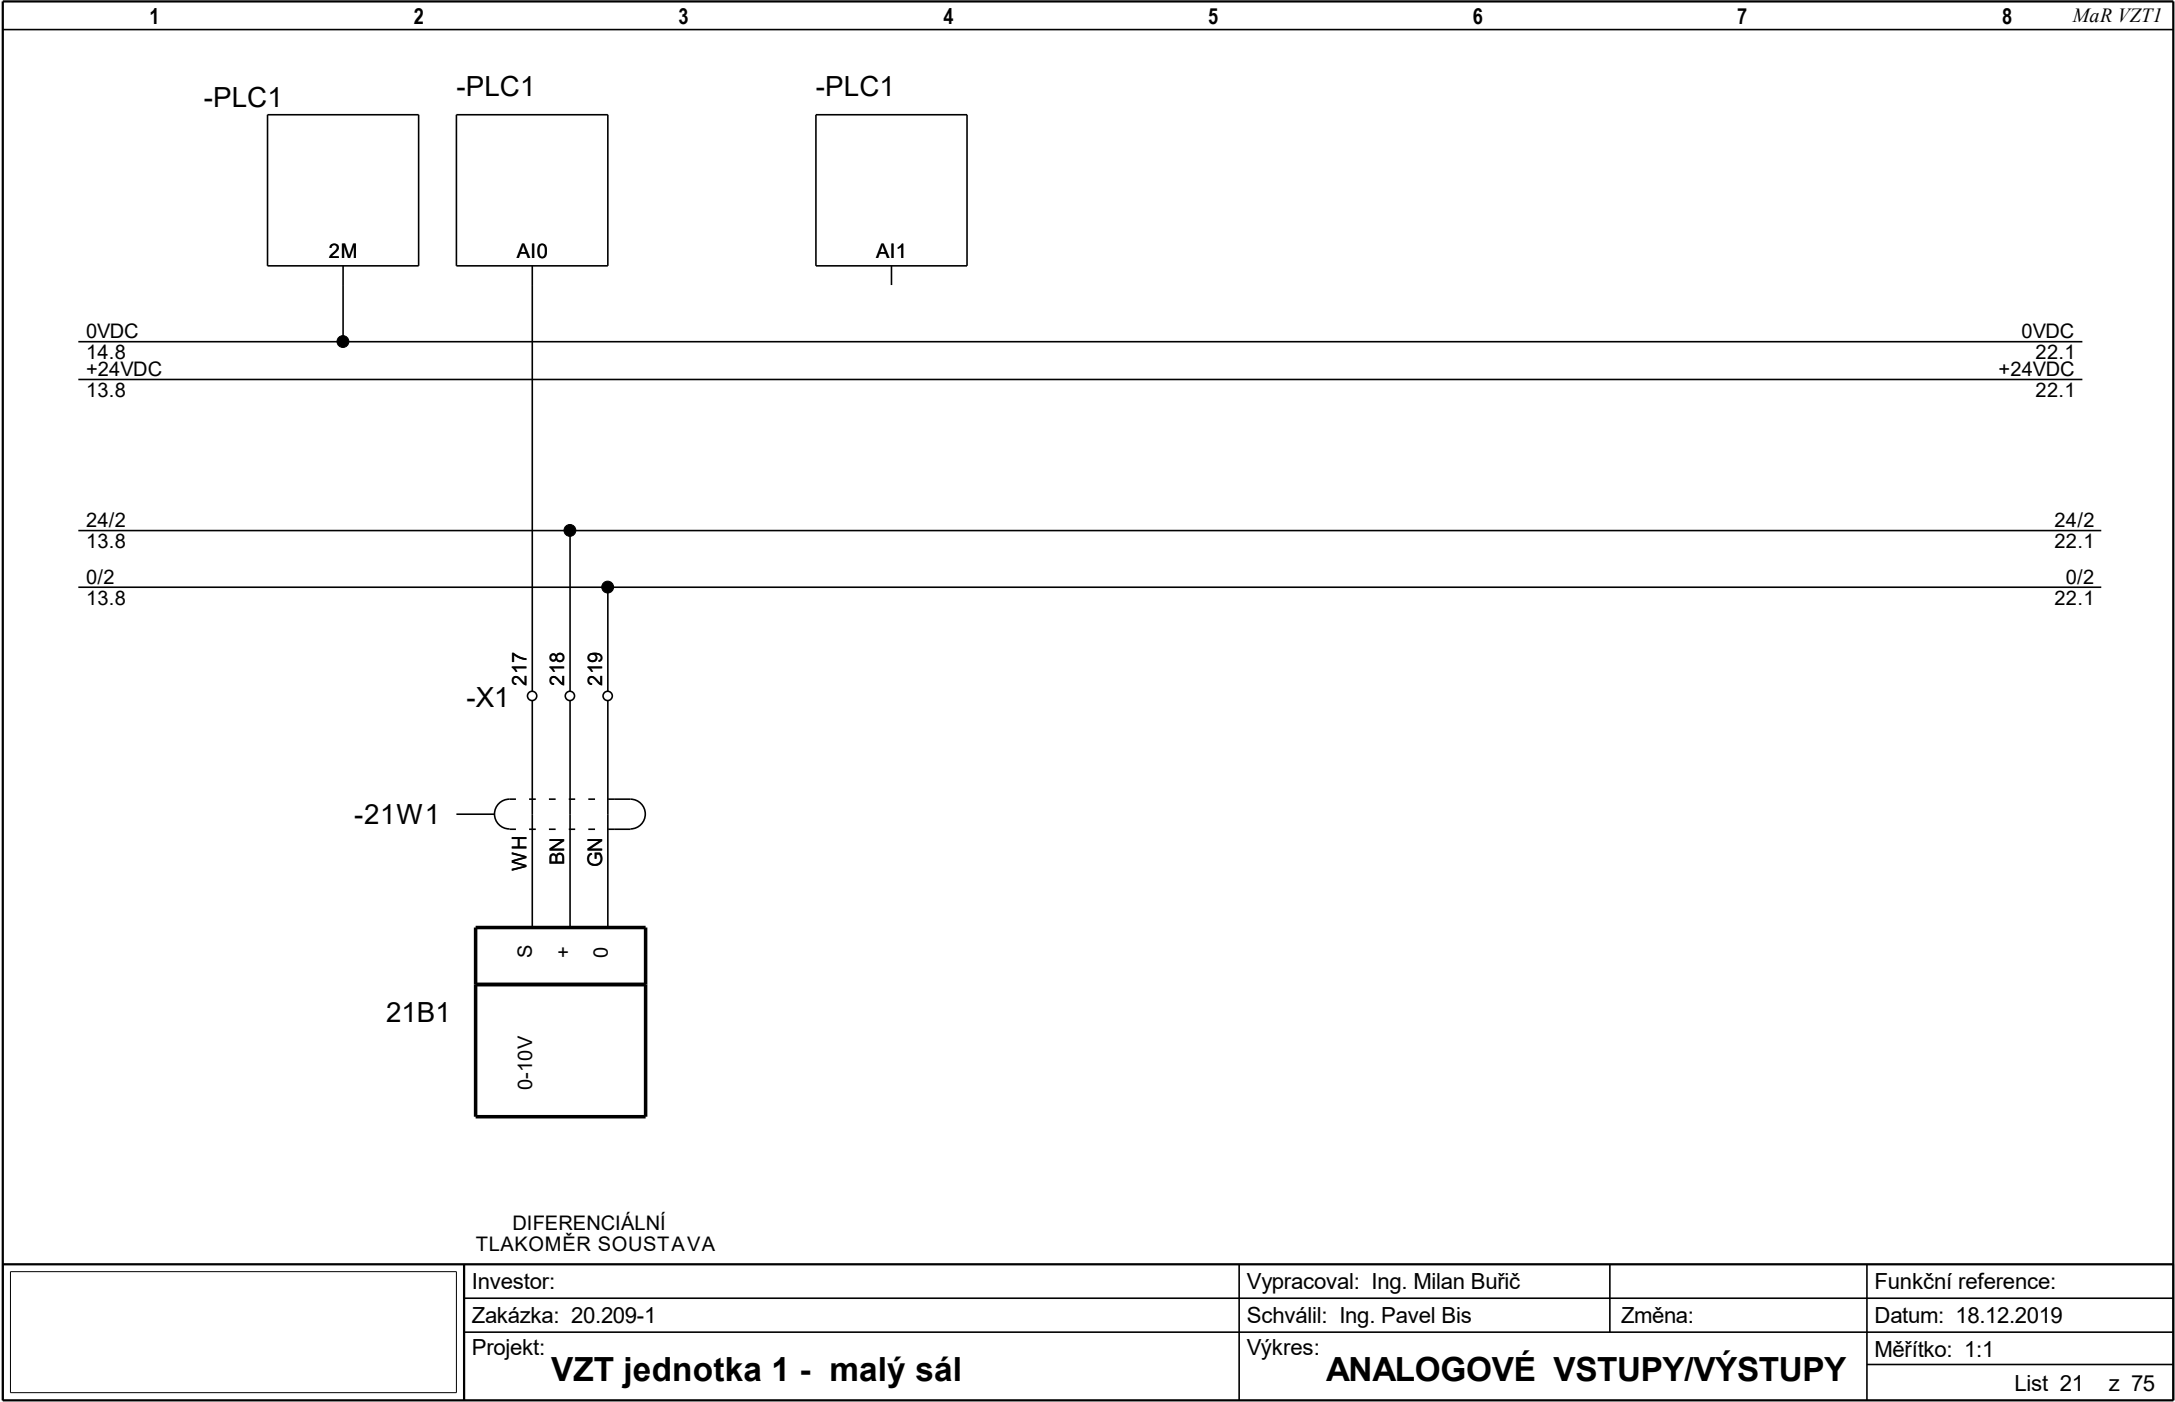 1 2 3 4 5 6 7 8 MaR VZT1
-PLC1 -PLC1 -PLC1
2M AI0 AI1
0VDC 0VDC
14.8 22.1
+24VDC +24VDC
13.8 22.1
24/2 24/2
13.8 22.1
0/2 0/2
13.8 22.1
217 218 219
-X1
-21W1
WH BN GN
S + 0
21B1
0-10V
DIFERENCIÁLNÍ
TLAKOMĚR SOUSTAVA
Investor: Vypracoval: Ing. Milan Buřič Funkční reference:
Zakázka: 20.209-1 Schválil: Ing. Pavel Bis Změna: Datum: 18.12.2019
Projekt: VZT jednotka 1 - malý sál Výkres: ANALOGOVÉ VSTUPY/VÝSTUPY Měřítko: 1:1
List 21 z 75